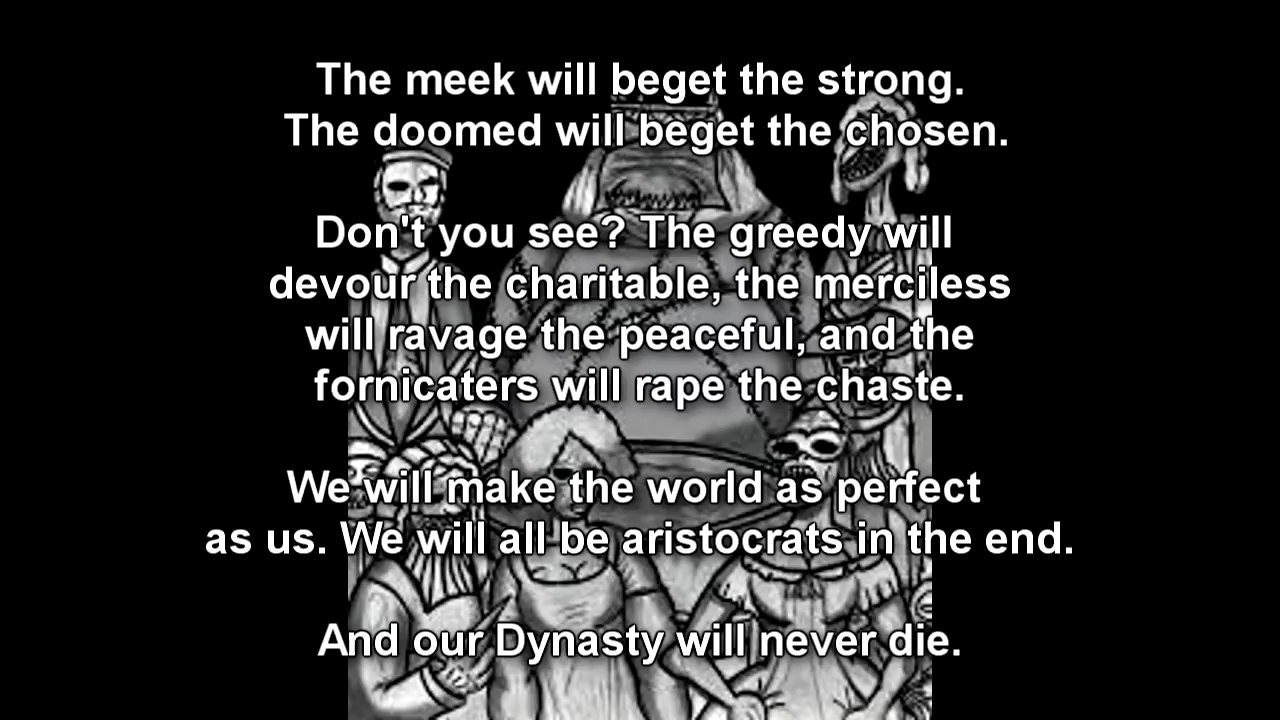 The meek will beget the strong.
The doomed will beget the chosen.
Don't you see? The greedy will
devour the charitable, the merciless
will ravage the peaceful, and the
fornicaters will rape the chaste.
We will make the world as perfect
as us. We will all be aristocrats in the end.
And our Dynasty will never die.